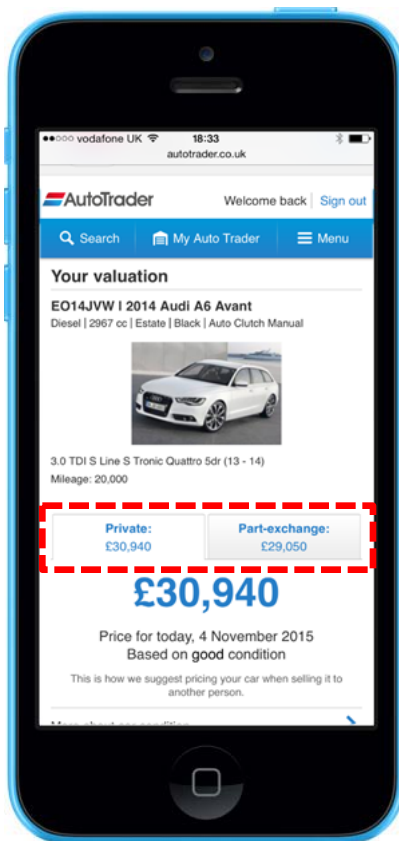 vodafone UK 18:33
autotrader.co.uk
AutoTrader Welcome back | Sign out
Search My Auto Trader Menu
Your valuation
EO14JVW I 2014 Audi A6 Avant
Diesel | 2967 cc | Estate | Black | Auto Clutch Manual
3.0 TDI S Line S Tronic Quattro 5dr (13 - 14)
Mileage: 20,000
Private: Part-exchange:
£30,940 £29,050
£30,940
Price for today, 4 November 2015
Based on good condition
This is how we suggest pricing your car when selling it to
another person.
More about car condition